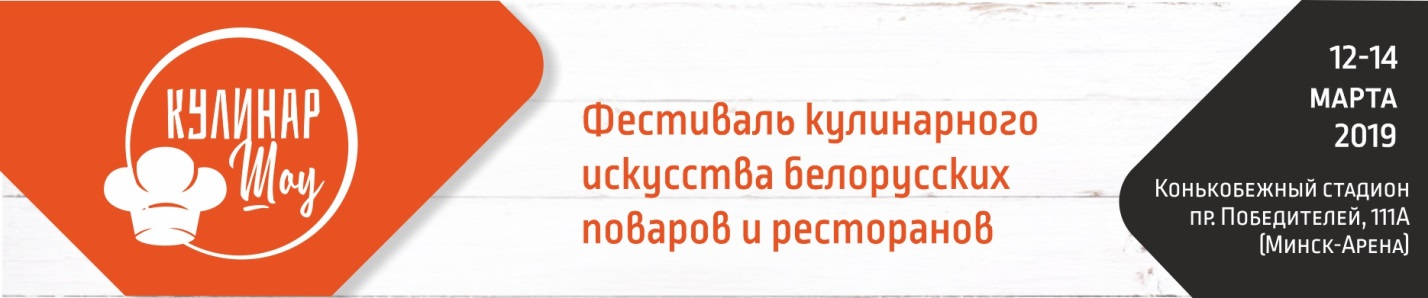 КУЛИНАР
Шоу
Фестиваль кулинарного
искусства белорусских
поваров и ресторанов
12-14
МАРТА
2019
Конькобежный стадион
пр. Победителей, 111А
(Минск-Арена)